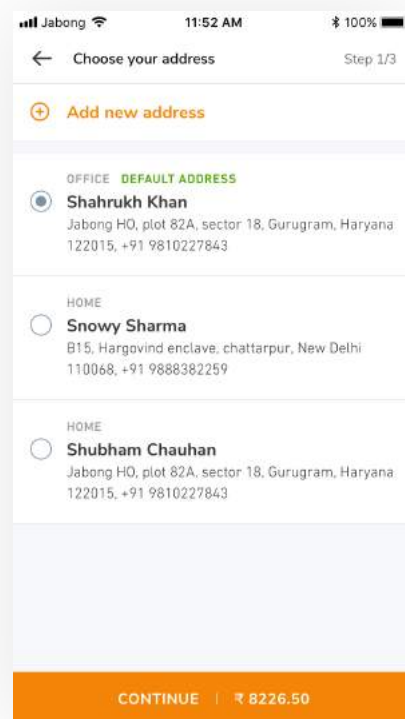 Jabong 11:52 AM 100%
Choose your address Step 1/3
Add new address
OFFICE DEFAULT ADDRESS
Shahrukh Khan
Jabong HO, plot 82A, sector 18, Gurugram, Haryana
122015, +91 9810227843
HOME
Snowy Sharma
B15, Hargovind enclave, chattarpur, New Delhi
110068, +91 9888382259
HOME
Shubham Chauhan
Jabong HO, plot 82A, sector 18, Gurugram, Haryana
122015, +91 9810227843
CONTINUE | ₹ 8226.50